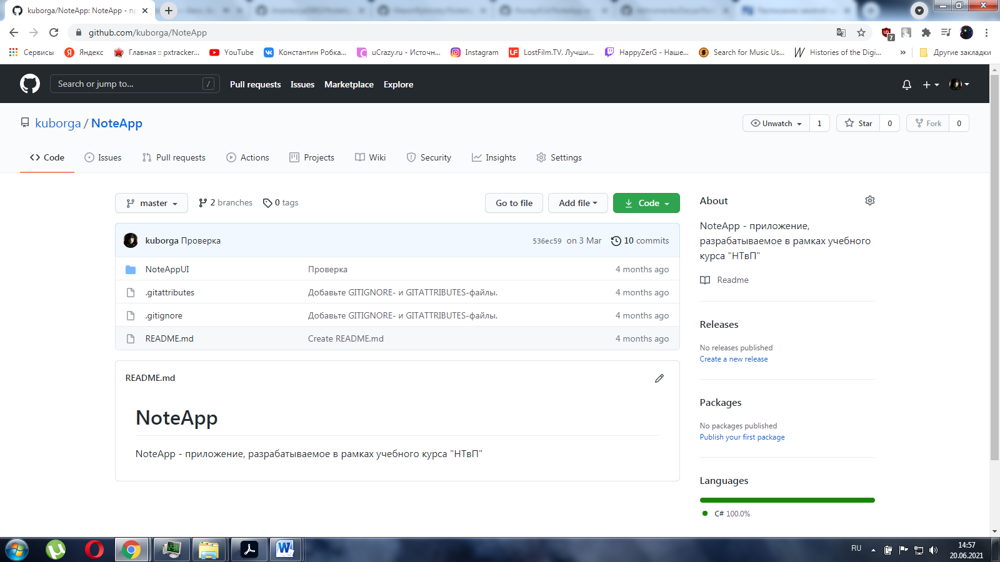 kuborga/NoteApp: NoteApp - пр
github.com/kuborga/NoteApp
7
Сервисы
Яндекс
Главная :: pxtracker...
YouTube
Константин Робка...
uCrazy.ru - Источн...
Instagram
LostFilm.TV. Лучши...
HappyZerG - Наше...
Search for Music Us...
Histories of the Digi...
»
Другие закладки
Search or jump to...
/
Pull requests
Issues
Marketplace
Explore
kuborga / NoteApp
Unwatch 1
Star 0
Fork 0
Code
Issues
Pull requests
Actions
Projects
Wiki
Security
Insights
Settings
master
2 branches
0 tags
Go to file
Add file
Code
kuborga Проверка
536ec59 on 3 Mar
10 commits
NoteAppUI Проверка 4 months ago
.gitattributes Добавьте GITIGNORE- и GITATTRIBUTES-файлы. 4 months ago
.gitignore Добавьте GITIGNORE- и GITATTRIBUTES-файлы. 4 months ago
README.md Create README.md 4 months ago
README.md
NoteApp
NoteApp - приложение, разрабатываемое в рамках учебного курса "НТвП"
About
NoteApp - приложение,
разрабатываемое в рамках учебного
курса "НТвП"
Readme
Releases
No releases published
Create a new release
Packages
No packages published
Publish your first package
Languages
C# 100.0%
RU
14:57
20.06.2021